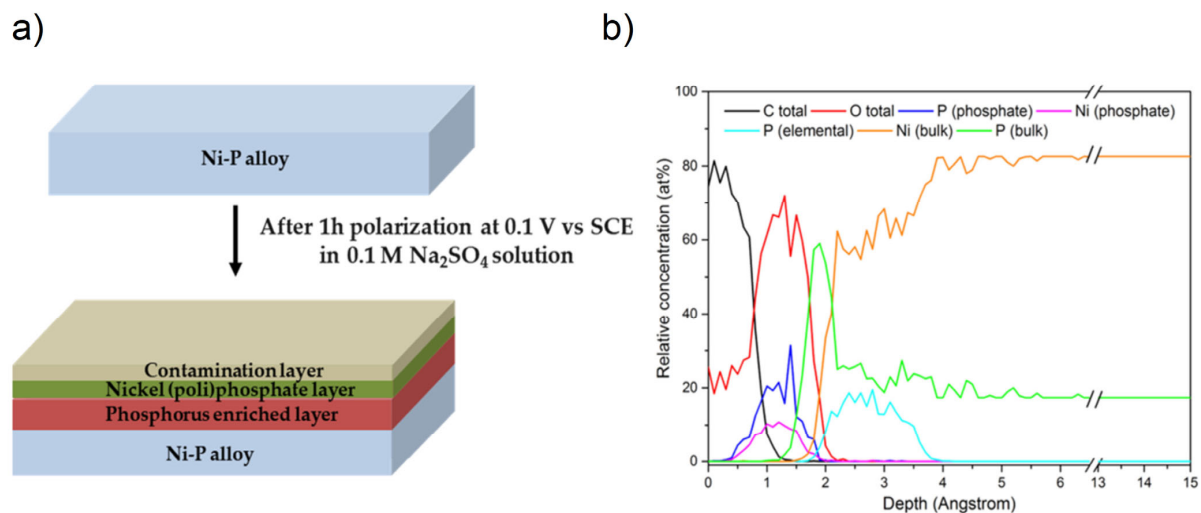 a)
Ni-P alloy
After 1h polarization at 0.1 V vs SCE
in 0.1 M Na₂SO₄ solution
Contamination layer
Nickel (poli)phosphate layer
Phosphorus enriched layer
Ni-P alloy
b)
100
80
60
40
20
0
Relative concentration (at%)
C total O total P (phosphate) Ni (phosphate)
P (elemental) Ni (bulk) P (bulk)
0 1 2 3 4 5 6 13 14 15
Depth (Angstrom)